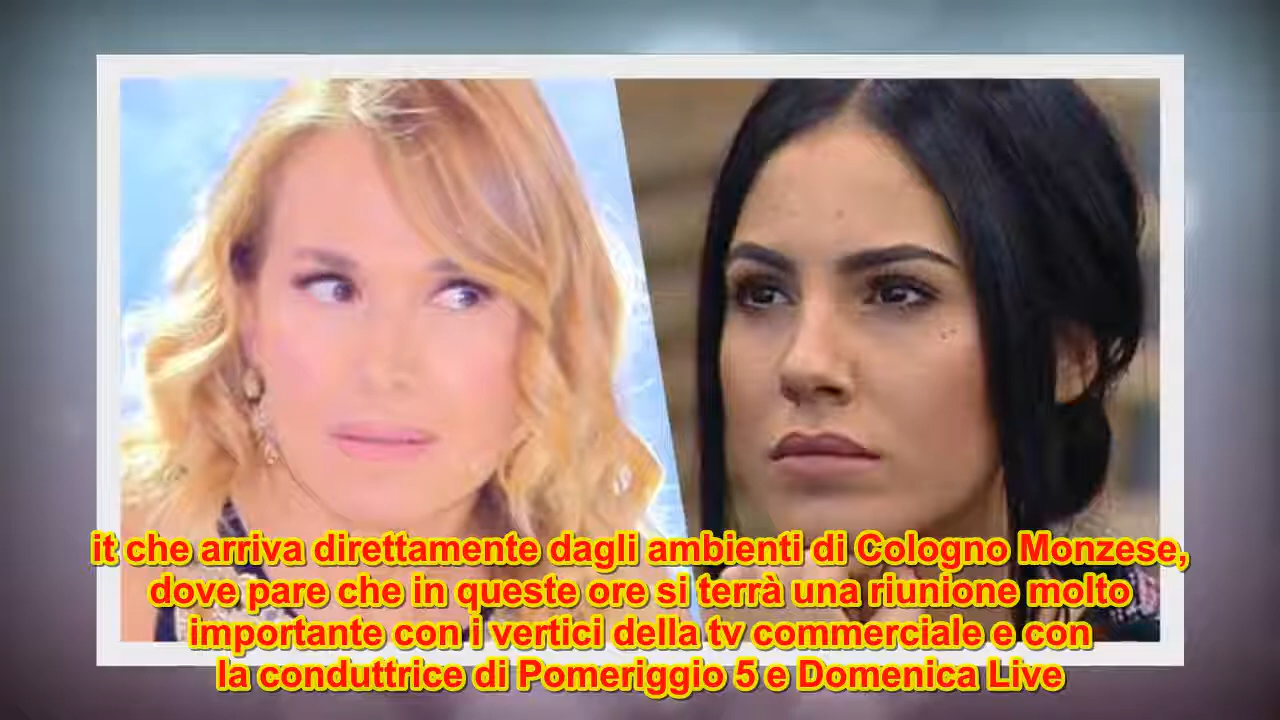 it che arriva direttamente dagli ambienti di Cologno Monzese,
dove pare che in queste ore si terrà una riunione molto
importante con i vertici della tv commerciale e con
la conduttrice di Pomeriggio 5 e Domenica Live